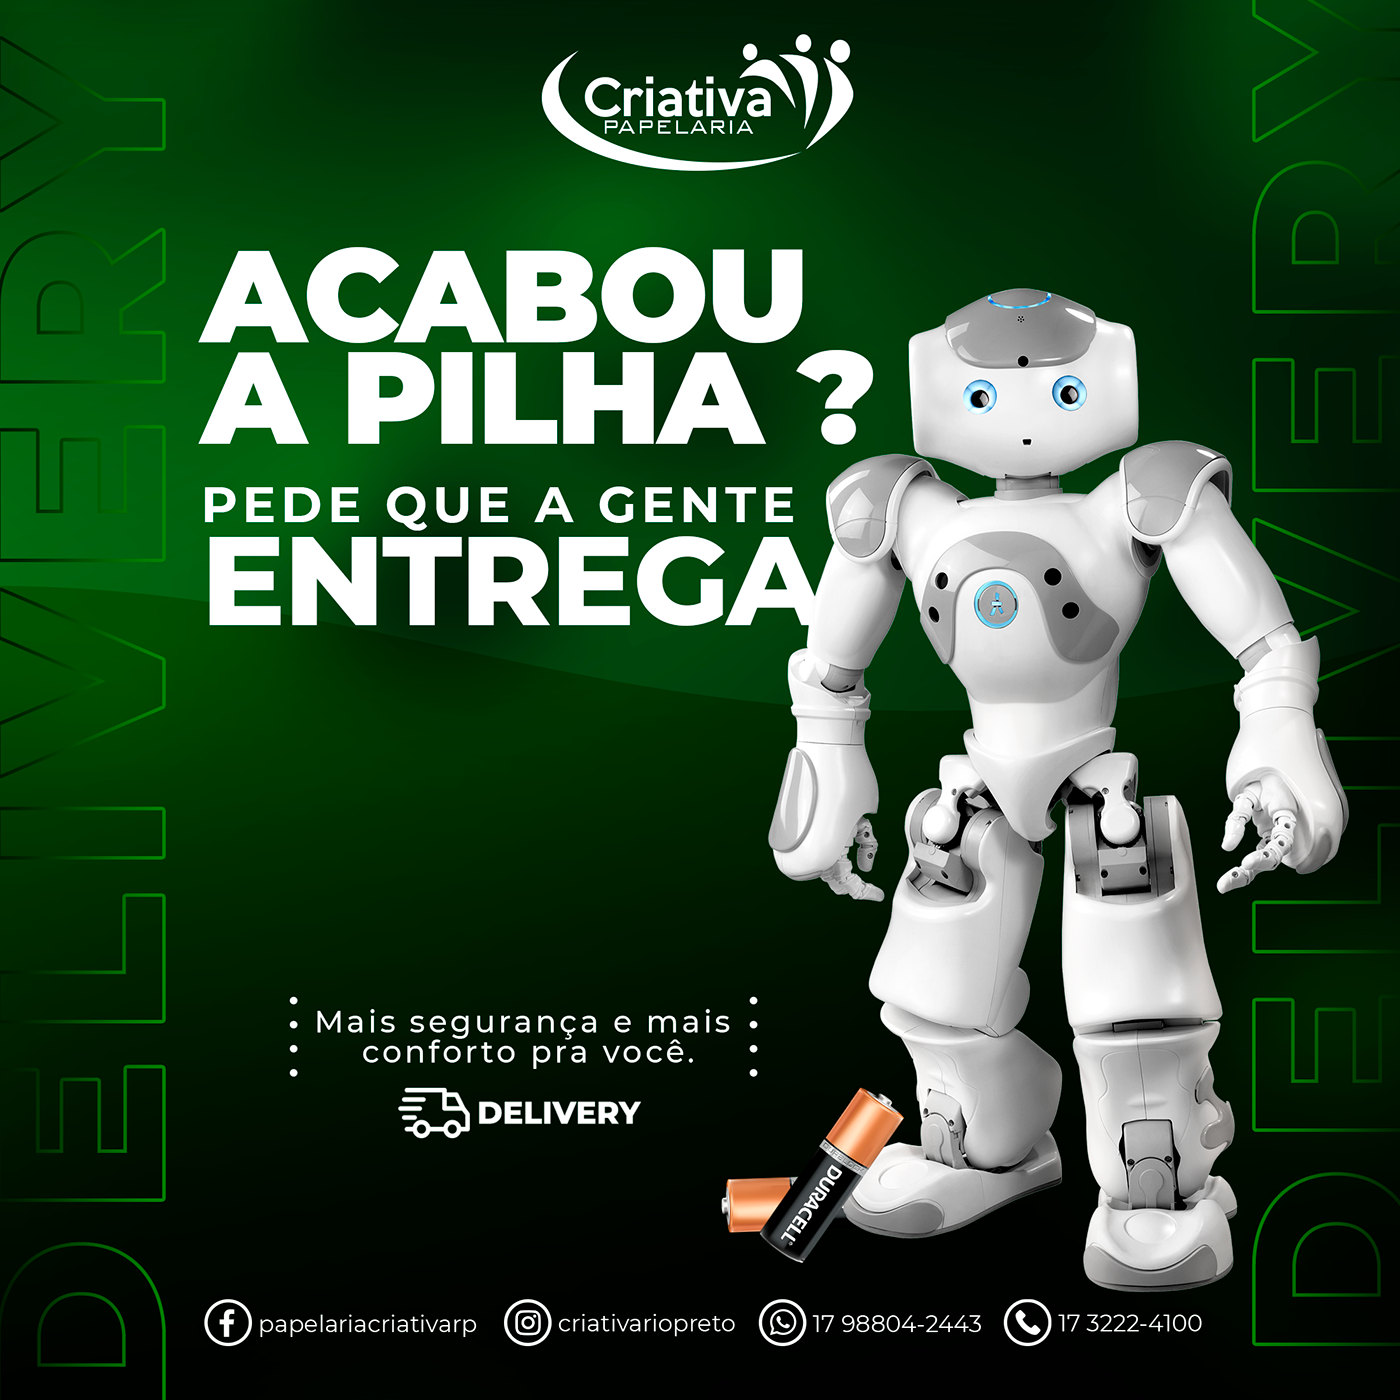 Criativa
PAPELARIA
ACABOU
A PILHA ?
PEDE QUE A GENTE
ENTREGA
Mais segurança e mais
conforto pra você.
DELIVERY
DURACELL
papelariacriativarp
criativariopreto
17 98804-2443
17 3222-4100
DELIVERY
DELIVERY